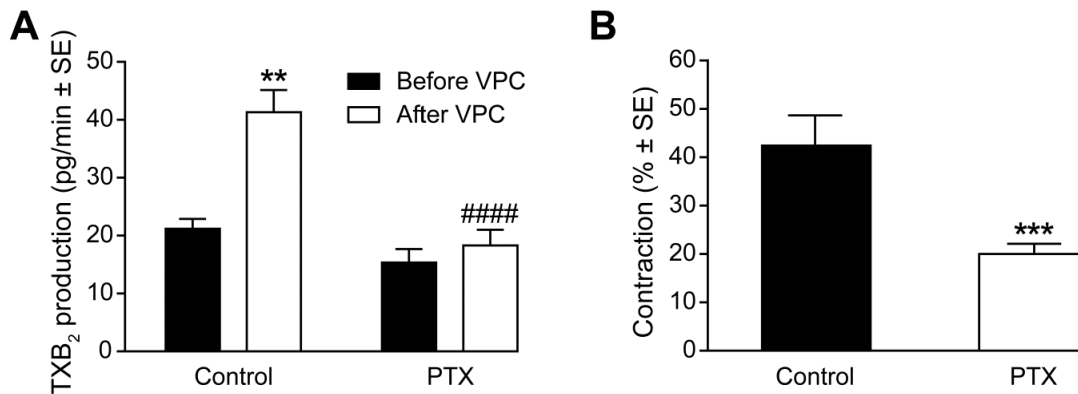 A
TXB₂ production (pg/min ± SE)
50
40
30
20
10
0
**
####
Before VPC
After VPC
Control
PTX
B
Contraction (% ± SE)
60
50
40
30
20
10
0
***
Control
PTX